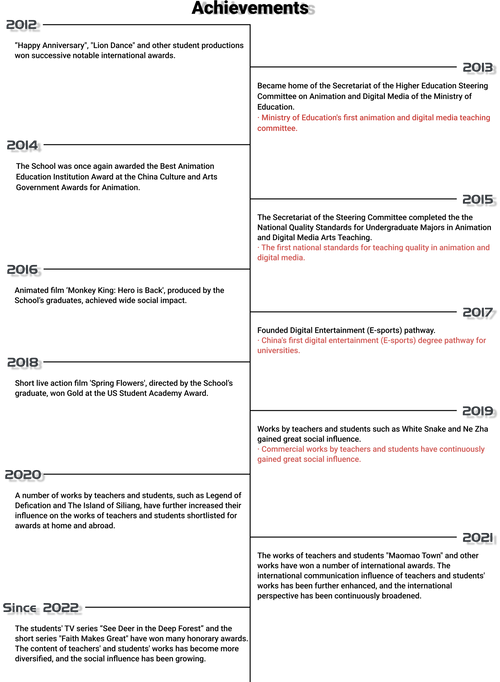 Achievements
2012
"Happy Anniversary", "Lion Dance" and other student productions
won successive notable international awards.
2013
Became home of the Secretariat of the Higher Education Steering
Committee on Animation and Digital Media of the Ministry of
Education.
· Ministry of Education's first animation and digital media teaching
committee.
2014
The School was once again awarded the Best Animation
Education Institution Award at the China Culture and Arts
Government Awards for Animation.
2015
The Secretariat of the Steering Committee completed the the
National Quality Standards for Undergraduate Majors in Animation
and Digital Media Arts Teaching.
· The first national standards for teaching quality in animation and
digital media.
2016
Animated film 'Monkey King: Hero is Back', produced by the
School's graduates, achieved wide social impact.
2017
Founded Digital Entertainment (E-sports) pathway.
· China's first digital entertainment (E-sports) degree pathway for
universities.
2018
Short live action film 'Spring Flowers', directed by the School's
graduate, won Gold at the US Student Academy Award.
2019
Works by teachers and students such as White Snake and Ne Zha
gained great social influence.
· Commercial works by teachers and students have continuously
gained great social influence.
2020
A number of works by teachers and students, such as Legend of
Defication and The Island of Siliang, have further increased their
influence on the works of teachers and students shortlisted for
awards at home and abroad.
2021
The works of teachers and students "Maomao Town" and other
works have won a number of international awards. The
international communication influence of teachers and students'
works has been further enhanced, and the international
perspective has been continuously broadened.
Since 2022
The students' TV series "See Deer in the Deep Forest" and the
short series "Faith Makes Great" have won many honorary awards.
The content of teachers' and students' works has become more
diversified, and the social influence has been growing.